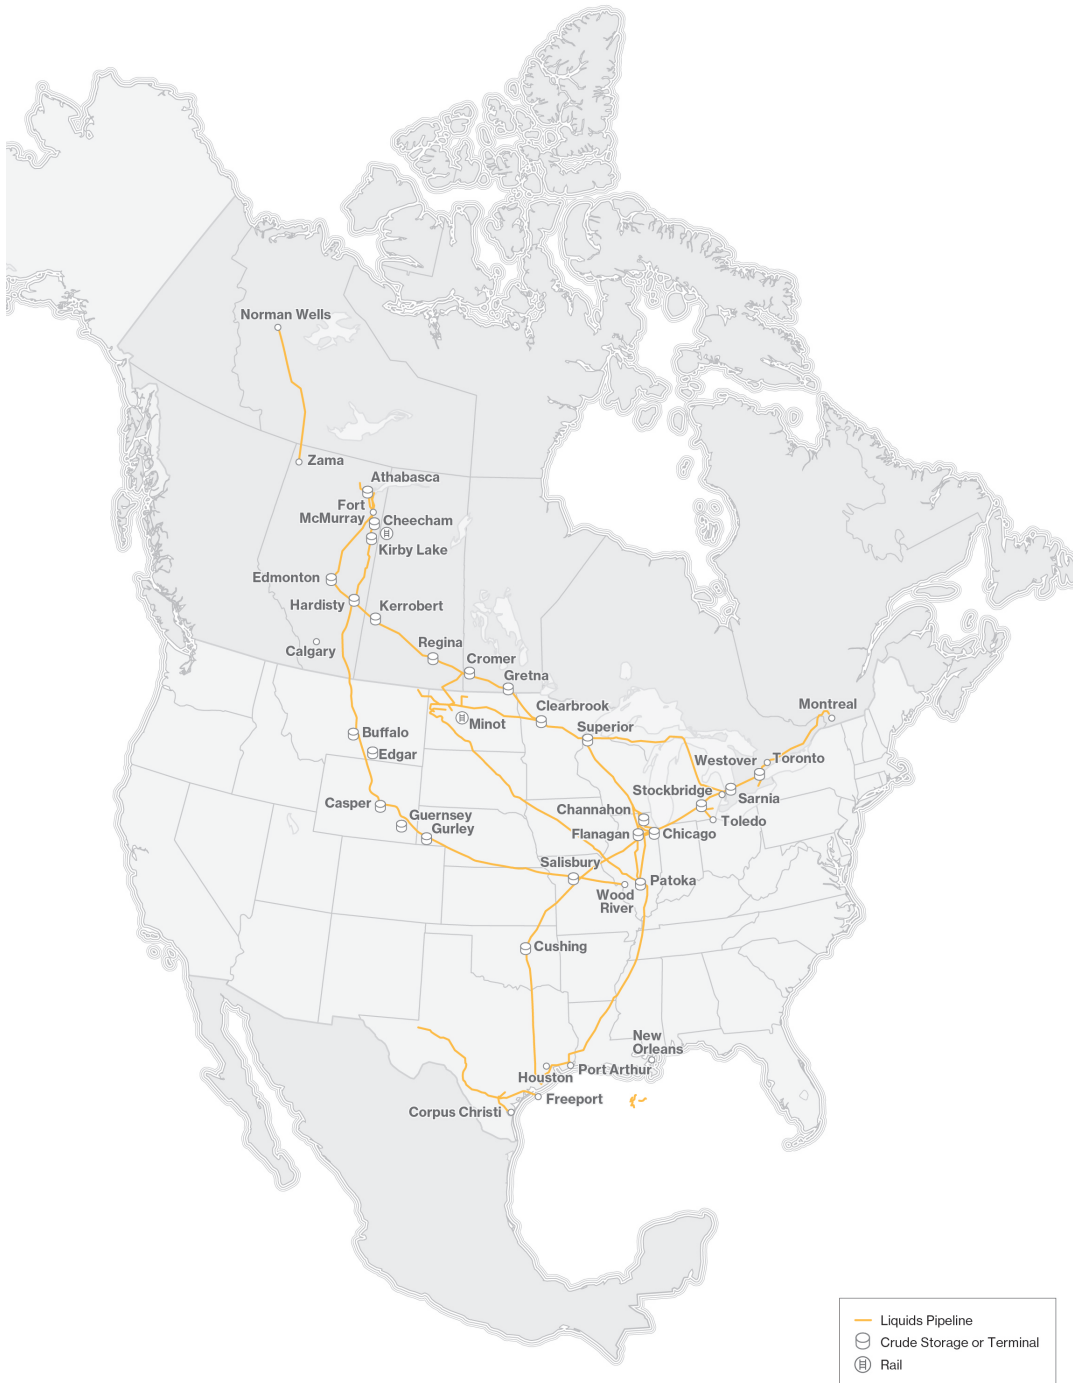 Norman Wells
Zama
Athabasca
Fort
McMurray
Cheecham
Kirby Lake
Edmonton
Hardisty
Kerrobert
Calgary
Regina
Cromer
Gretna
Clearbrook
Montreal
Minot
Superior
Buffalo
Edgar
Westover
Toronto
Stockbridge
Sarnia
Casper
Guernsey
Gurley
Channahon
Toledo
Flanagan
Chicago
Salisbury
Patoka
Wood
River
Cushing
New
Orleans
Port Arthur
Houston
Freeport
Corpus Christi
Liquids Pipeline
Crude Storage or Terminal
Rail